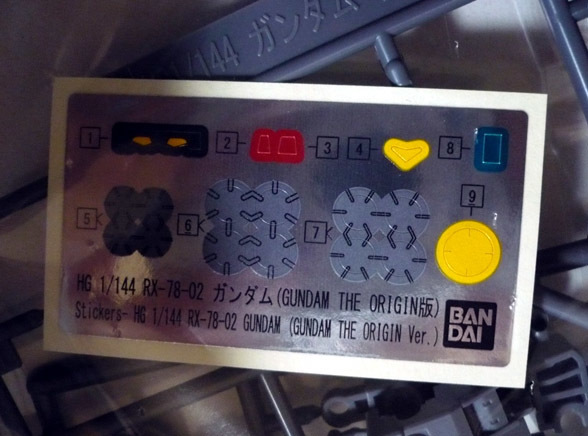 1/144 ガンダム
1 2 3 4 8
5 6 7 9
HG 1/144 RX-78-02 ガンダム(GUNDAM THE ORIGIN版)
Stickers- HG 1/144 RX-78-02 GUNDAM (GUNDAM THE ORIGIN Ver.)
BAN
DAI